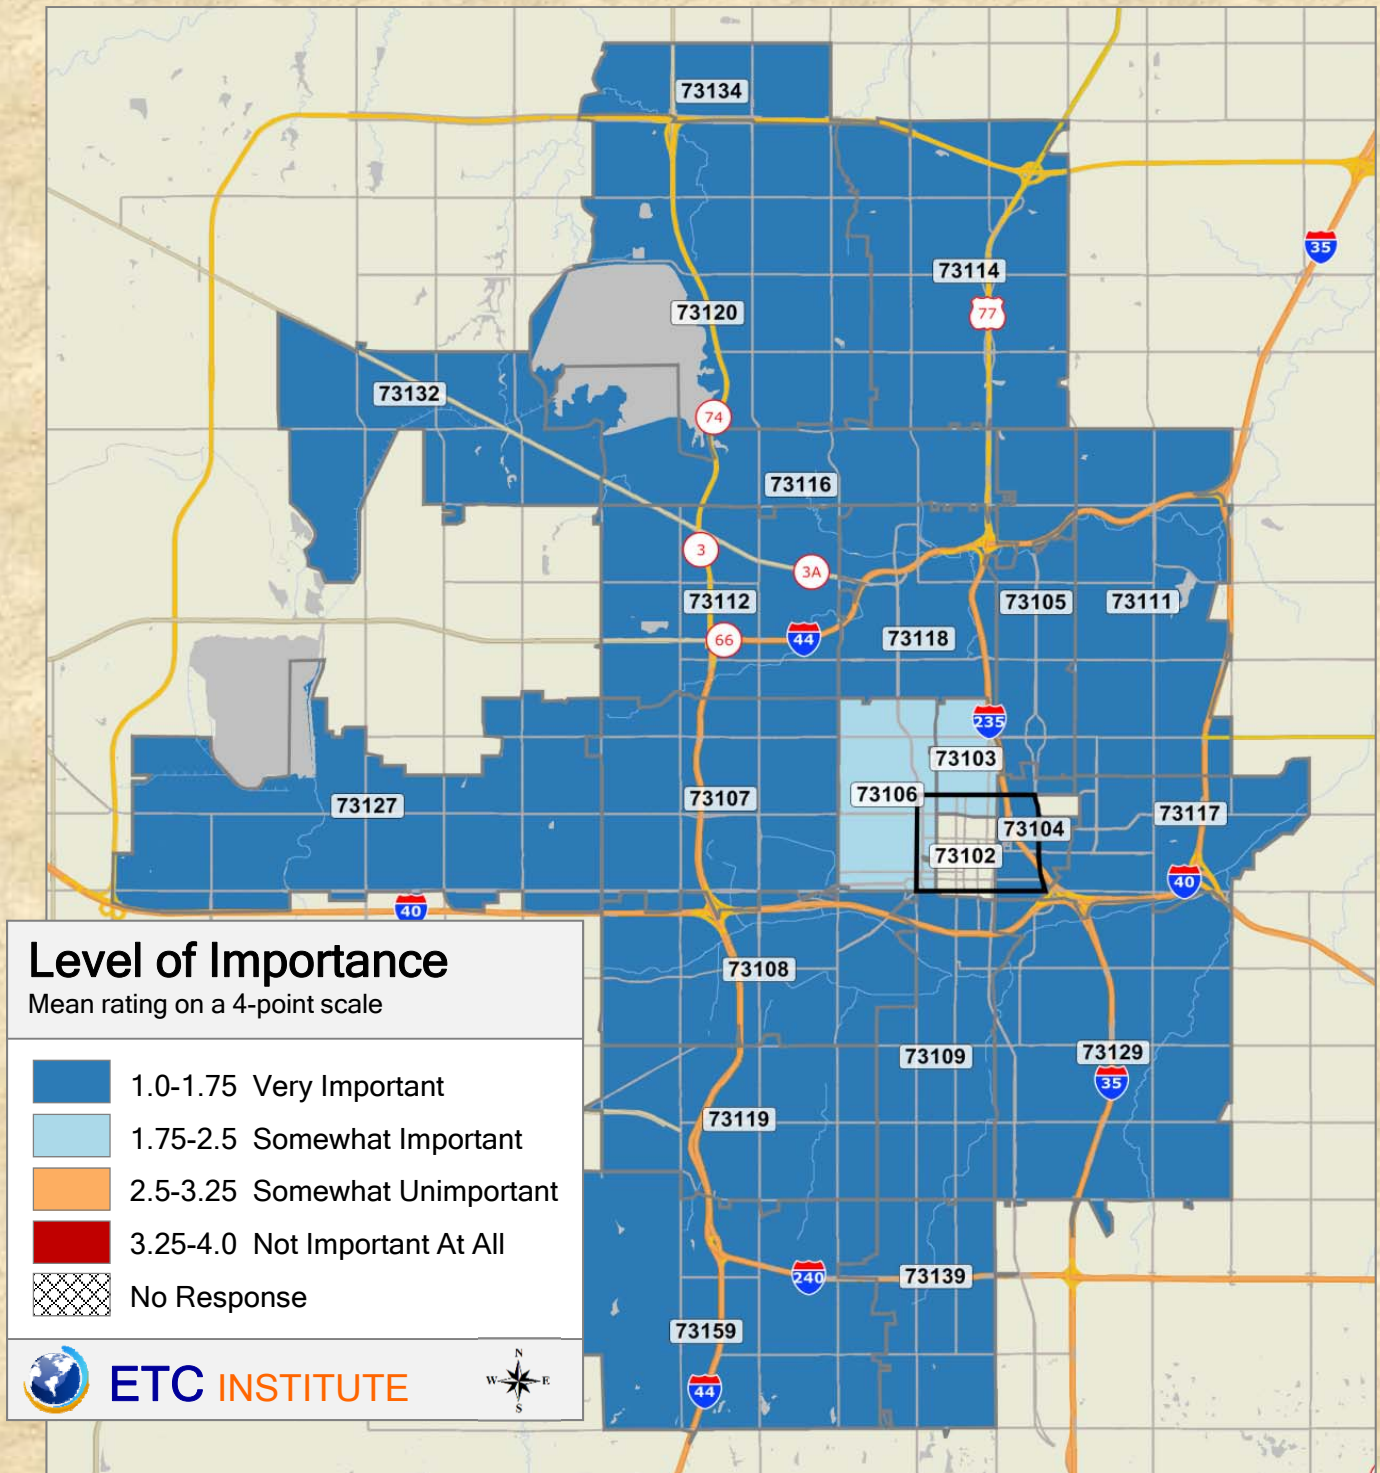 73134
35
73114
77
73120
73132
74
73116
3
3A
73112
73105
73111
66
44
73118
235
73103
73106
73107
73127
73117
73104
73102
40
40
Level of Importance
Mean rating on a 4-point scale
1.0-1.75 Very Important
1.75-2.5 Somewhat Important
2.5-3.25 Somewhat Unimportant
3.25-4.0 Not Important At All
No Response
ETC INSTITUTE
N
W E
S
73108
73109
73129
35
73119
240
73139
73159
44